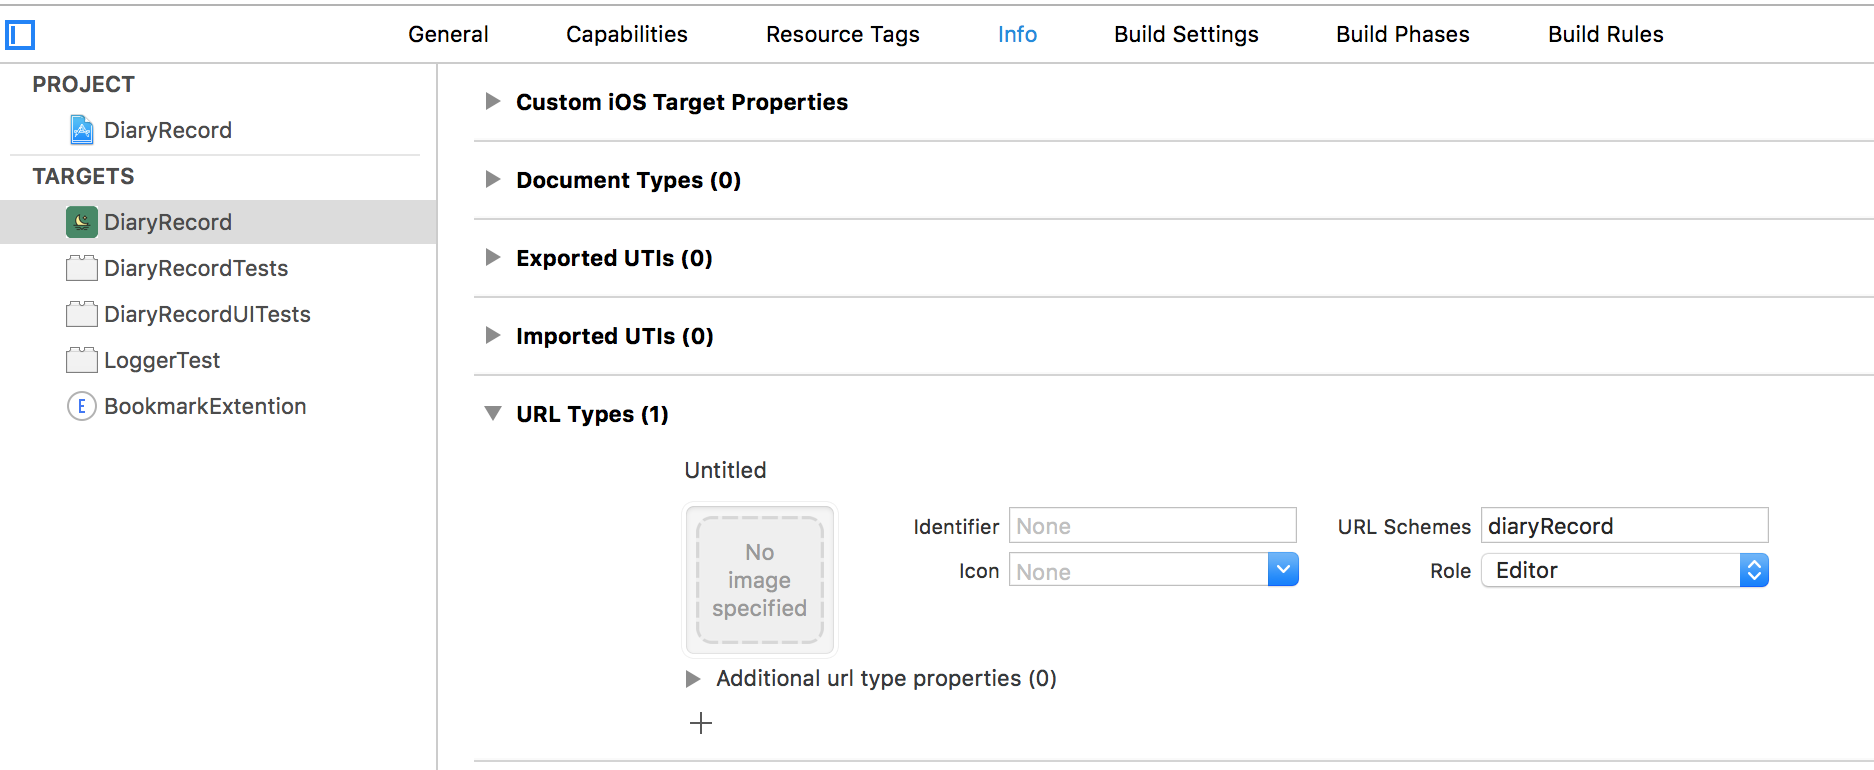 General Capabilities Resource Tags Info Build Settings Build Phases Build Rules
PROJECT
DiaryRecord
TARGETS
DiaryRecord
DiaryRecordTests
DiaryRecordUITests
LoggerTest
E BookmarkExtention
Custom iOS Target Properties
Document Types (0)
Exported UTIs (0)
Imported UTIs (0)
URL Types (1)
Untitled
No
image
specified
Identifier None
URL Schemes diaryRecord
Icon None
Role Editor
Additional url type properties (0)